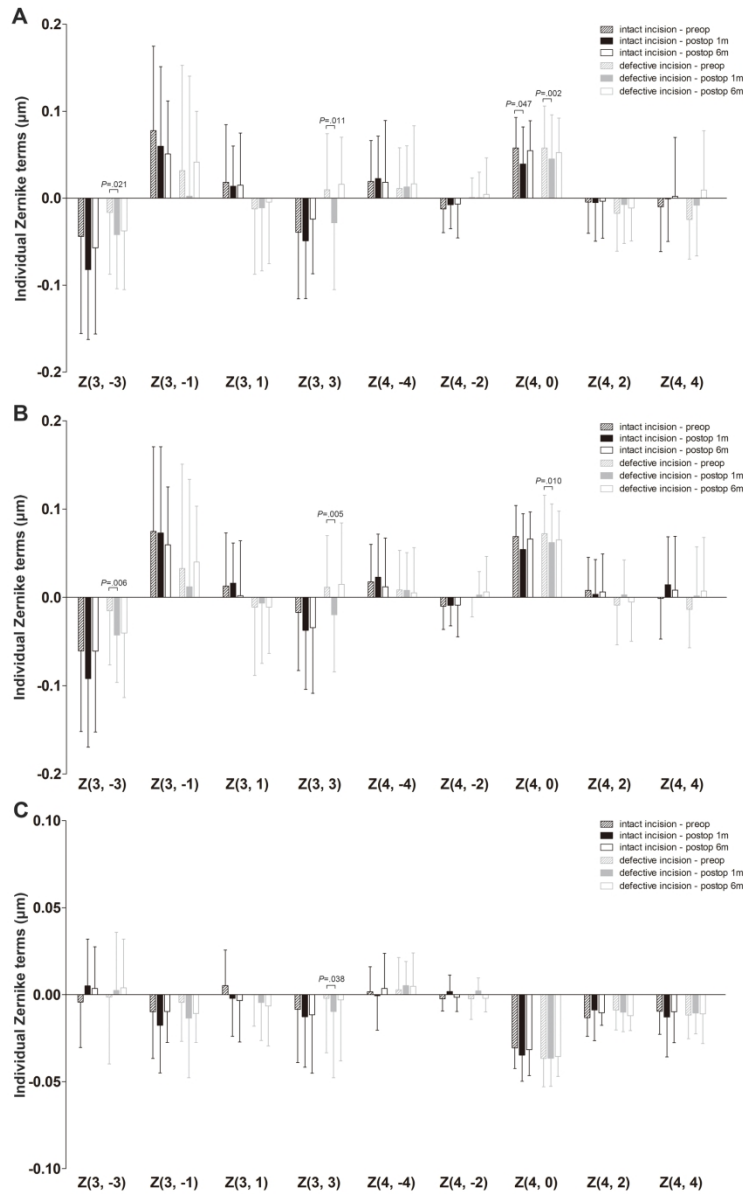 A
Individual Zernike terms (µm)
0.2
0.1
0.0
-0.1
-0.2
intact incision - preop
intact incision - postop 1m
intact incision - postop 6m
defective incision - preop
defective incision - postop 1m
defective incision - postop 6m
P=.021
P=.011
P=.047
P=.002
Z(3, -3) Z(3, -1) Z(3, 1) Z(3, 3) Z(4, -4) Z(4, -2) Z(4, 0) Z(4, 2) Z(4, 4)
B
Individual Zernike terms (µm)
0.2
0.1
0.0
-0.1
-0.2
intact incision - preop
intact incision - postop 1m
intact incision - postop 6m
defective incision - preop
defective incision - postop 1m
defective incision - postop 6m
P=.006
P=.005
P=.010
Z(3, -3) Z(3, -1) Z(3, 1) Z(3, 3) Z(4, -4) Z(4, -2) Z(4, 0) Z(4, 2) Z(4, 4)
C
Individual Zernike terms (µm)
0.10
0.05
0.00
-0.05
-0.10
intact incision - preop
intact incision - postop 1m
intact incision - postop 6m
defective incision - preop
defective incision - postop 1m
defective incision - postop 6m
P=.038
Z(3, -3) Z(3, -1) Z(3, 1) Z(3, 3) Z(4, -4) Z(4, -2) Z(4, 0) Z(4, 2) Z(4, 4)